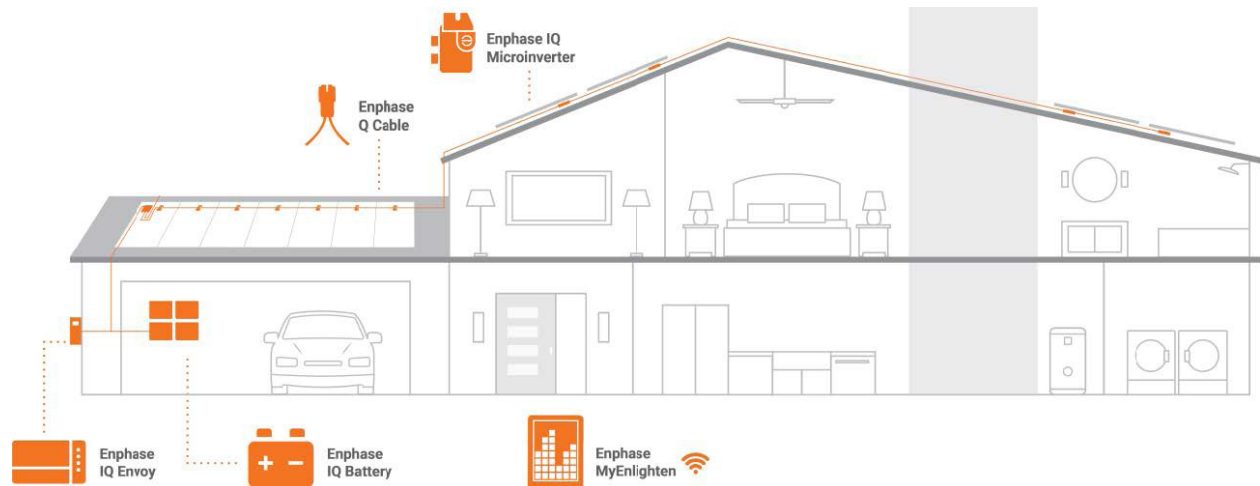 Enphase IQ
Microinverter
Enphase
Q Cable
Enphase
IQ Envoy
+ −
Enphase
IQ Battery
Enphase
MyEnlighten